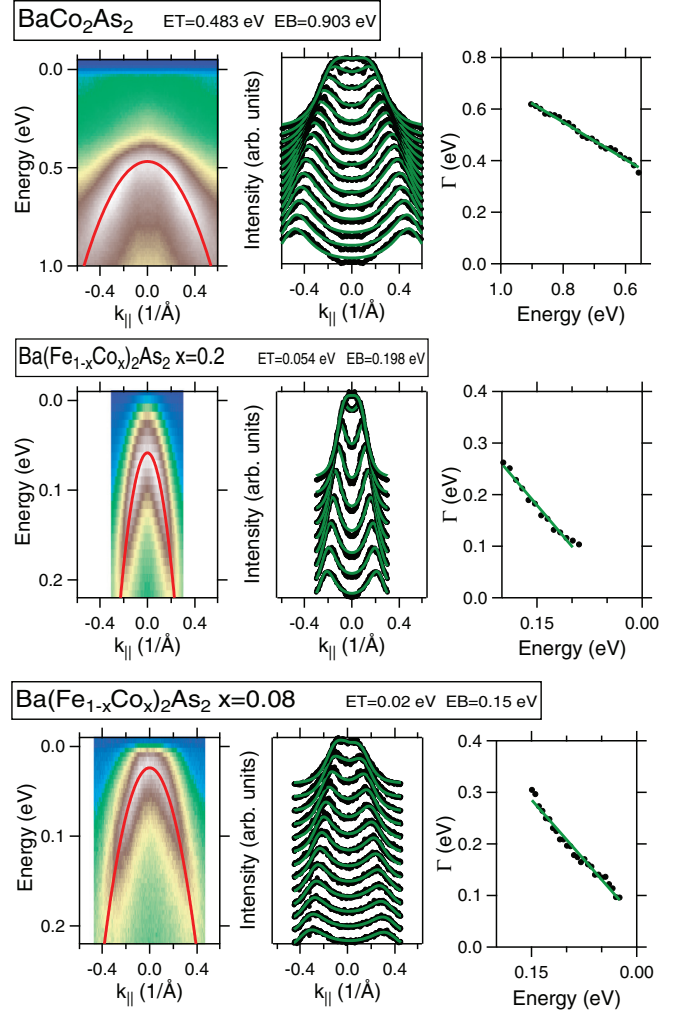 BaCo₂As₂ ET=0.483 eV EB=0.903 eV
Energy (eV)
0.0
0.5
1.0
-0.4 0.0 0.4
k|| (1/Å)
Intensity (arb. units)
-0.4 0.0 0.4
k|| (1/Å)
Γ (eV)
0.8
0.6
0.4
0.2
0.0
1.0 0.8 0.6
Energy (eV)
Ba(Fe₁₋ₓCoₓ)₂As₂ x=0.2 ET=0.054 eV EB=0.198 eV
Energy (eV)
0.0
0.1
0.2
-0.4 0.0 0.4
k|| (1/Å)
Intensity (arb. units)
-0.4 0.0 0.4
k|| (1/Å)
Γ (eV)
0.4
0.3
0.2
0.1
0.0
0.15 0.00
Energy (eV)
Ba(Fe₁₋ₓCoₓ)₂As₂ x=0.08 ET=0.02 eV EB=0.15 eV
Energy (eV)
0.0
0.1
0.2
-0.4 0.0 0.4
k|| (1/Å)
Intensity (arb. units)
-0.4 0.0 0.4
k|| (1/Å)
Γ (eV)
0.4
0.3
0.2
0.1
0.0
0.15 0.00
Energy (eV)